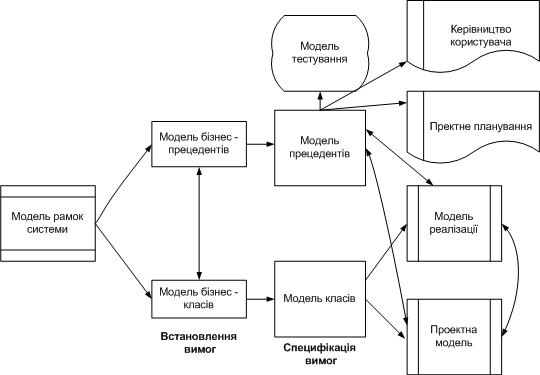 Модель
тестування
Керівництво
користувача
Модель бізнес -
прецедентів
Модель
прецедентів
Пректне планування
Модель рамок
системи
Модель
реалізації
Модель бізнес -
класів
Модель класів
Проектна
модель
Встановлення
вимог
Специфікація
вимог